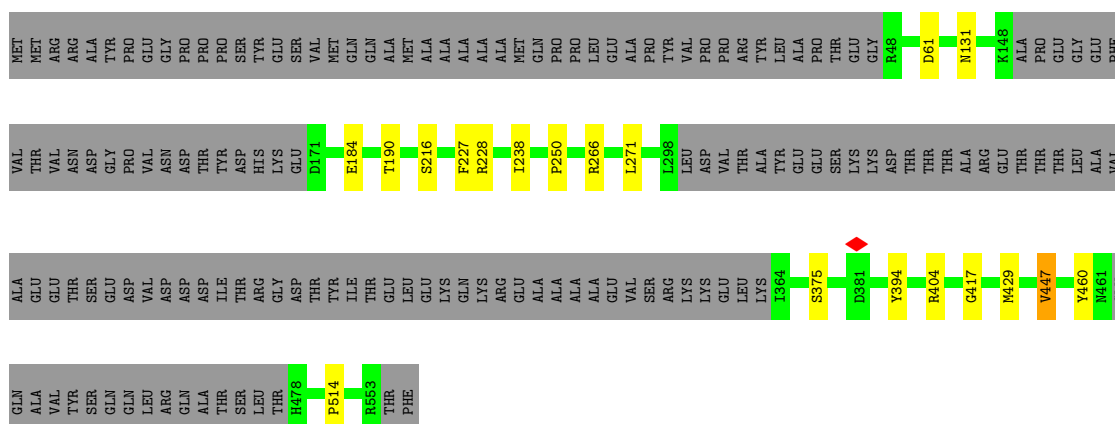 MET MET ARG ARG ALA TYR PRO GLU GLY PRO PRO PRO SER TYR GLU SER VAL MET GLN GLN ALA MET ALA ALA ALA ALA ALA MET GLN PRO PRO LEU GLU ALA PRO TYR VAL PRO PRO ARG TYR LEU ALA PRO THR GLU GLY R48 D61 N131 K148 ALA PRO GLU GLY GLU PHE
VAL THR VAL ASN ASP GLY PRO VAL ASN ASP THR TYR ASP HIS LYS GLU D171 E184 T190 S216 F227 R228 I238 P250 R266 L271 L298 LEU ASP VAL THR ALA TYR GLU GLU SER LYS LYS ASP THR THR THR ALA ARG GLU THR THR THR LEU ALA VAL
ALA GLU GLU THR SER GLU ASP VAL ASP ASP ASP ILE THR ARG GLY ASP THR TYR ILE THR GLU LEU GLU LYS GLN LYS ARG GLU ALA ALA ALA ALA GLU VAL SER ARG LYS LYS GLU LEU LYS I364 S375 D381 Y394 R404 G417 M429 V447 Y460 N461
GLN ALA VAL TYR SER GLN GLN LEU ARG GLN ALA THR SER LEU THR H478 P514 R553 THR PHE